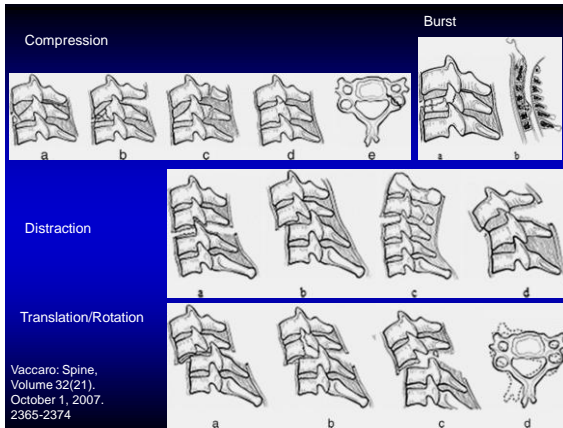 Burst
Compression
a b c d e
a b
Distraction
a b c d
Translation/Rotation
a b c d
Vaccaro: Spine,
Volume 32(21).
October 1, 2007.
2365-2374